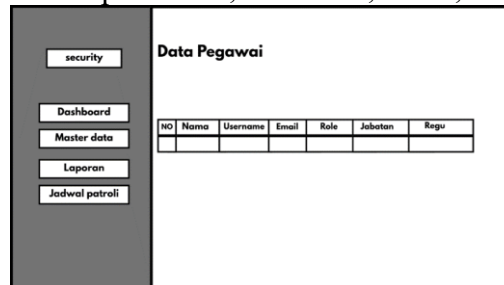 security
Dashboard
Master data
Laporan
Jadwal patroli
Data Pegawai
NO Nama Username Email Role Jabatan Regu